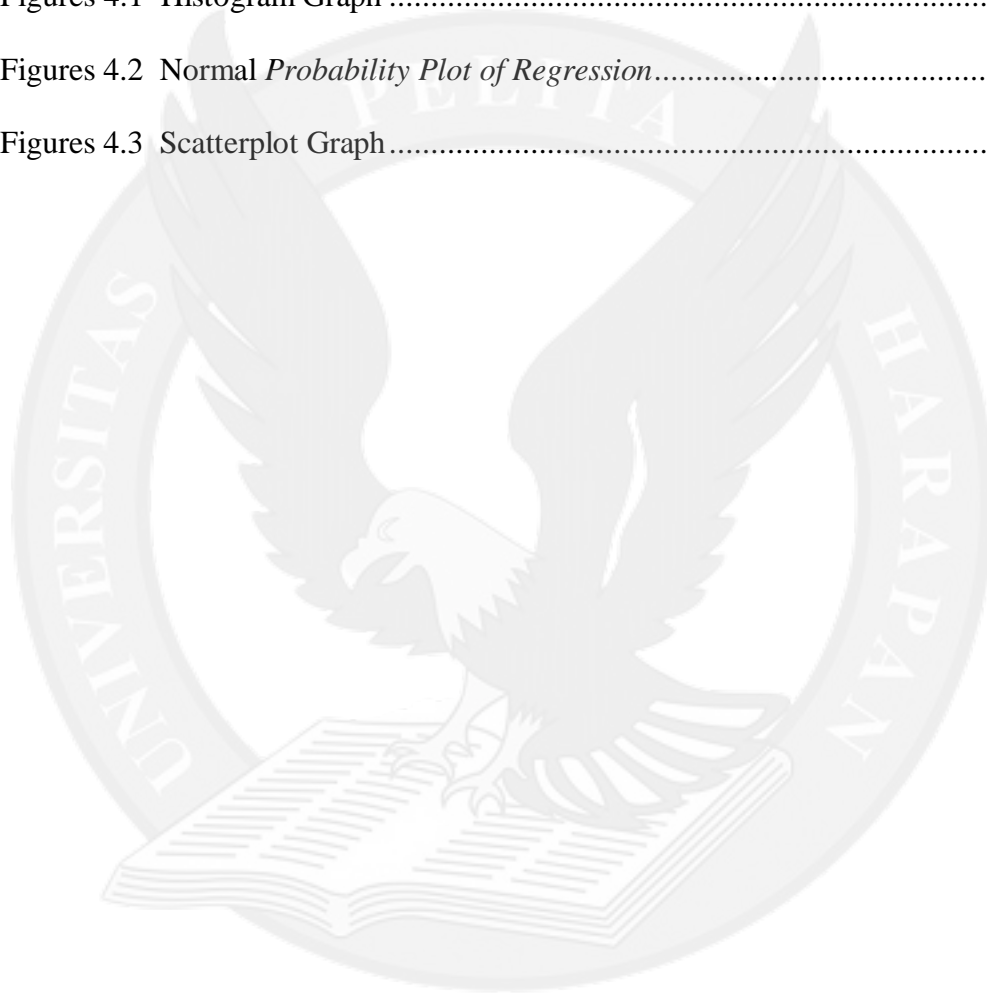 Figures 4.1 Histogram Graph ........................................................................
Figures 4.2 Normal Probability Plot of Regression........................................
Figures 4.3 Scatterplot Graph........................................................................
UNIVERSITAS PELITA HARAPAN